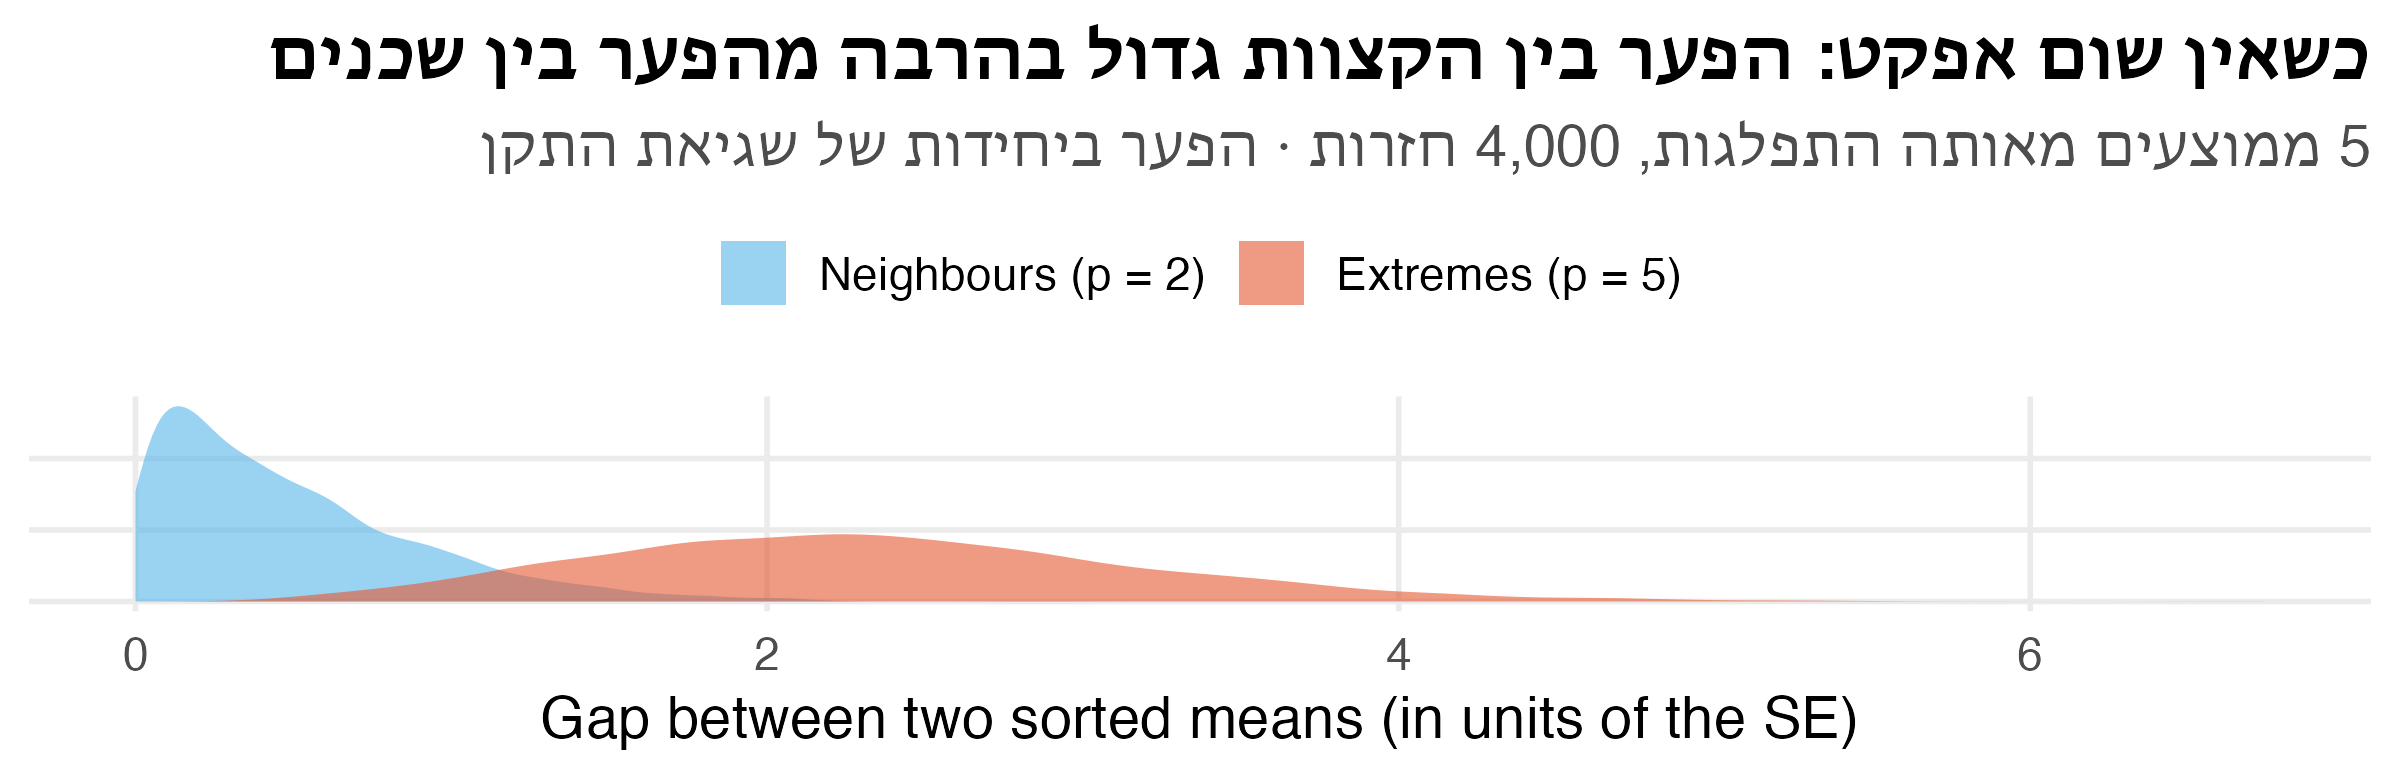 כשאין שום אפקט: הפער בין הקצוות גדול בהרבה מהפער בין שכנים
5 ממוצעים מאותה התפלגות, 4,000 חזרות · הפער ביחידות של שגיאת התקן
Neighbours (p = 2) Extremes (p = 5)
0 2 4 6
Gap between two sorted means (in units of the SE)